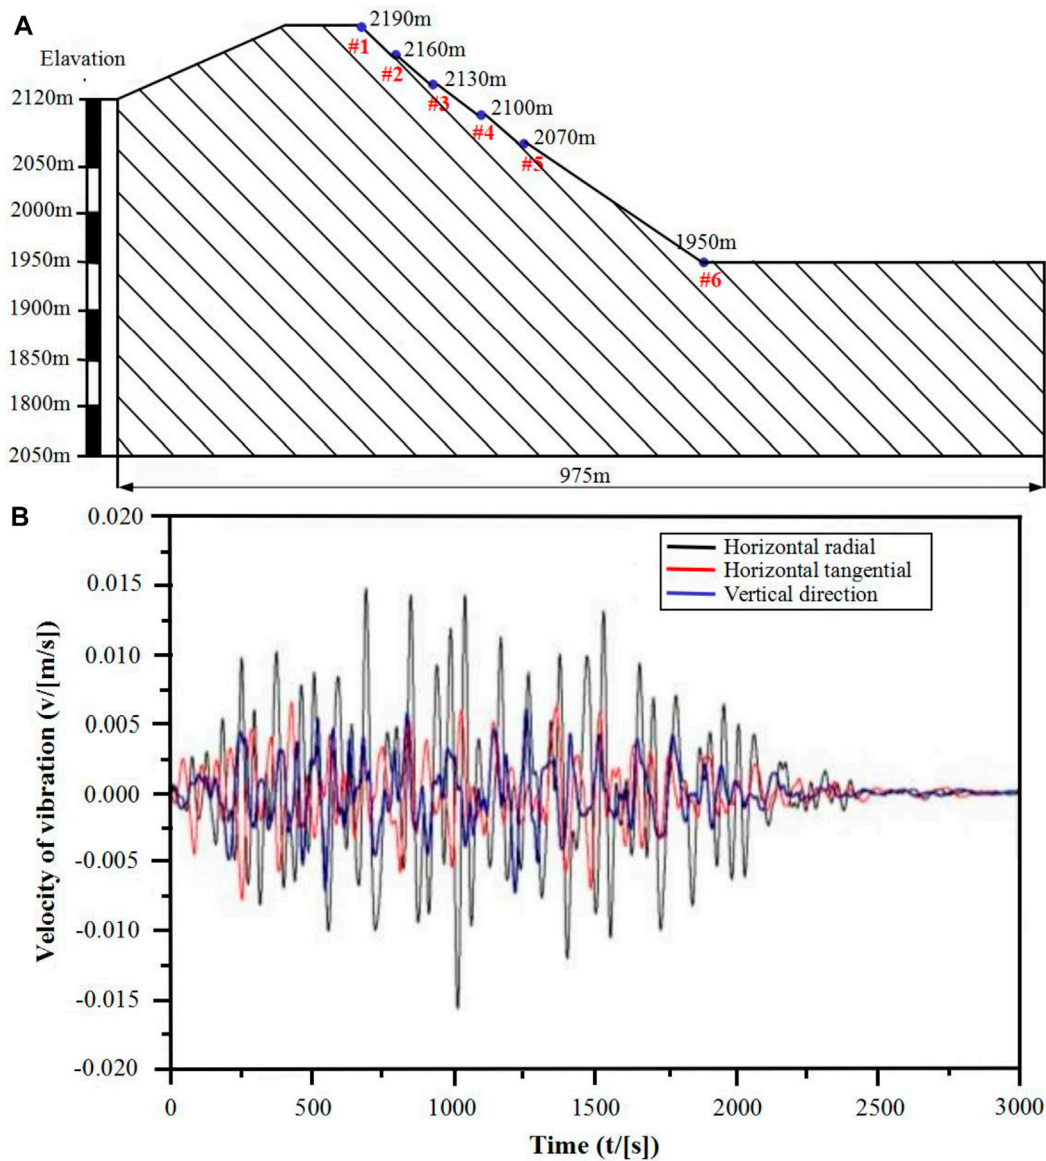 A
2190m
#1
2160m
Elavation
#2
2130m
2120m
#3
2100m
#4
2070m
2050m
#5
2000m
1950m
1950m
#6
1900m
1850m
1800m
2050m
975m
B
0.020
Horizontal radial
Horizontal tangential
Vertical direction
0.015
0.010
0.005
0.000
-0.005
-0.010
-0.015
-0.020
Velocity of vibration (v/[m/s])
0
500
1000
1500
2000
2500
3000
Time (t/[s])